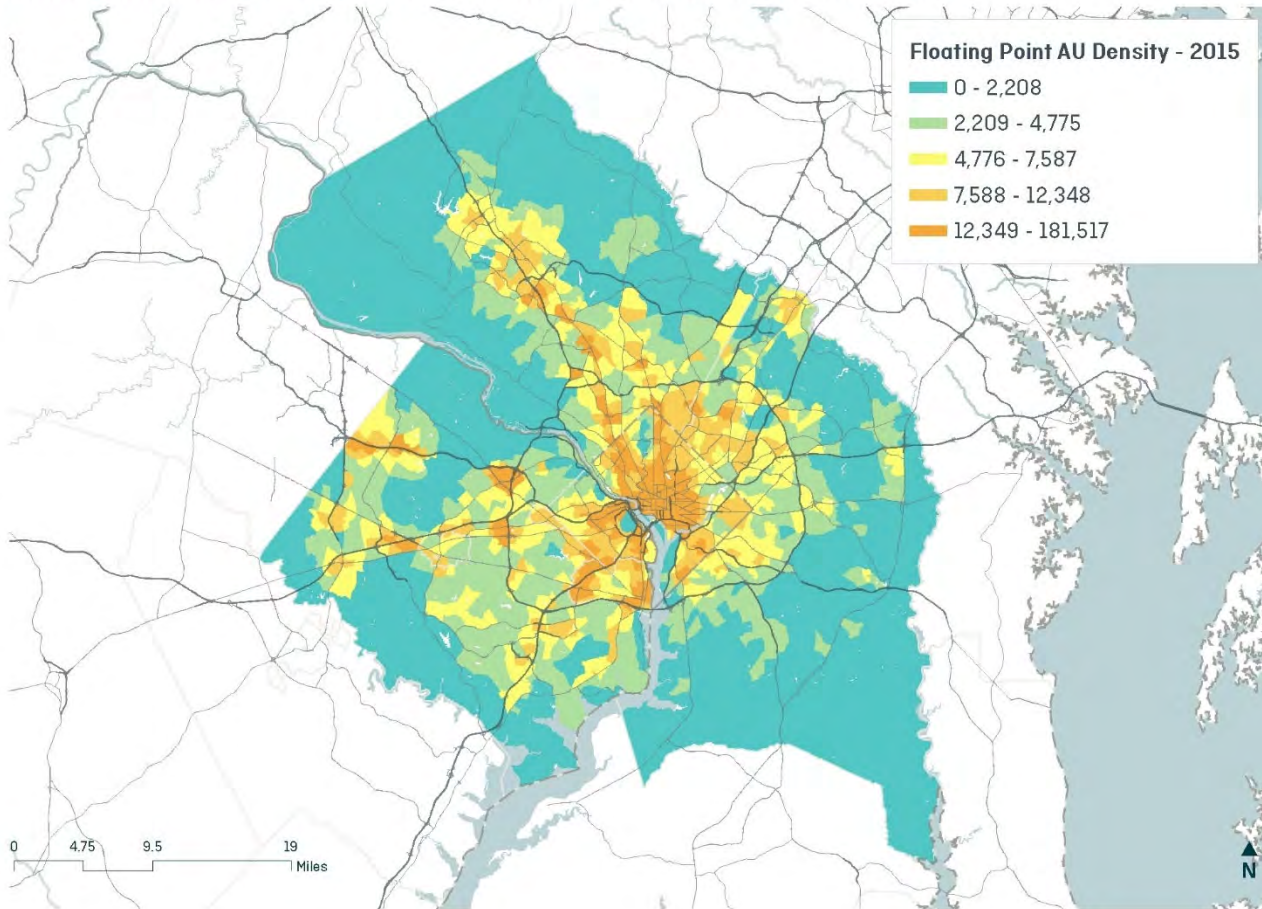 Floating Point AU Density - 2015
0 - 2,208
2,209 - 4,775
4,776 - 7,587
7,588 - 12,348
12,349 - 181,517
0 4.75 9.5 19
Miles
N